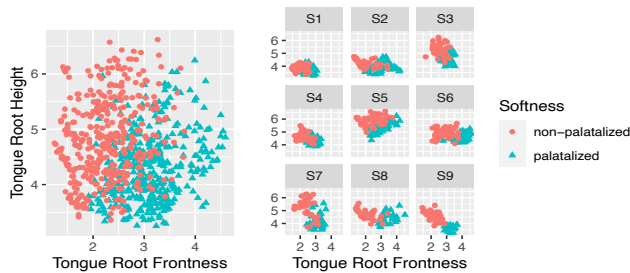 S1 S2 S3
6
5
4
S4 S5 S6
6
5
4
S7 S8 S9
6
5
4
2 3 4 2 3 4 2 3 4
Tongue Root Frontness
Tongue Root Height
6
5
4
2 3 4
Tongue Root Frontness
Softness
non-palatalized
palatalized